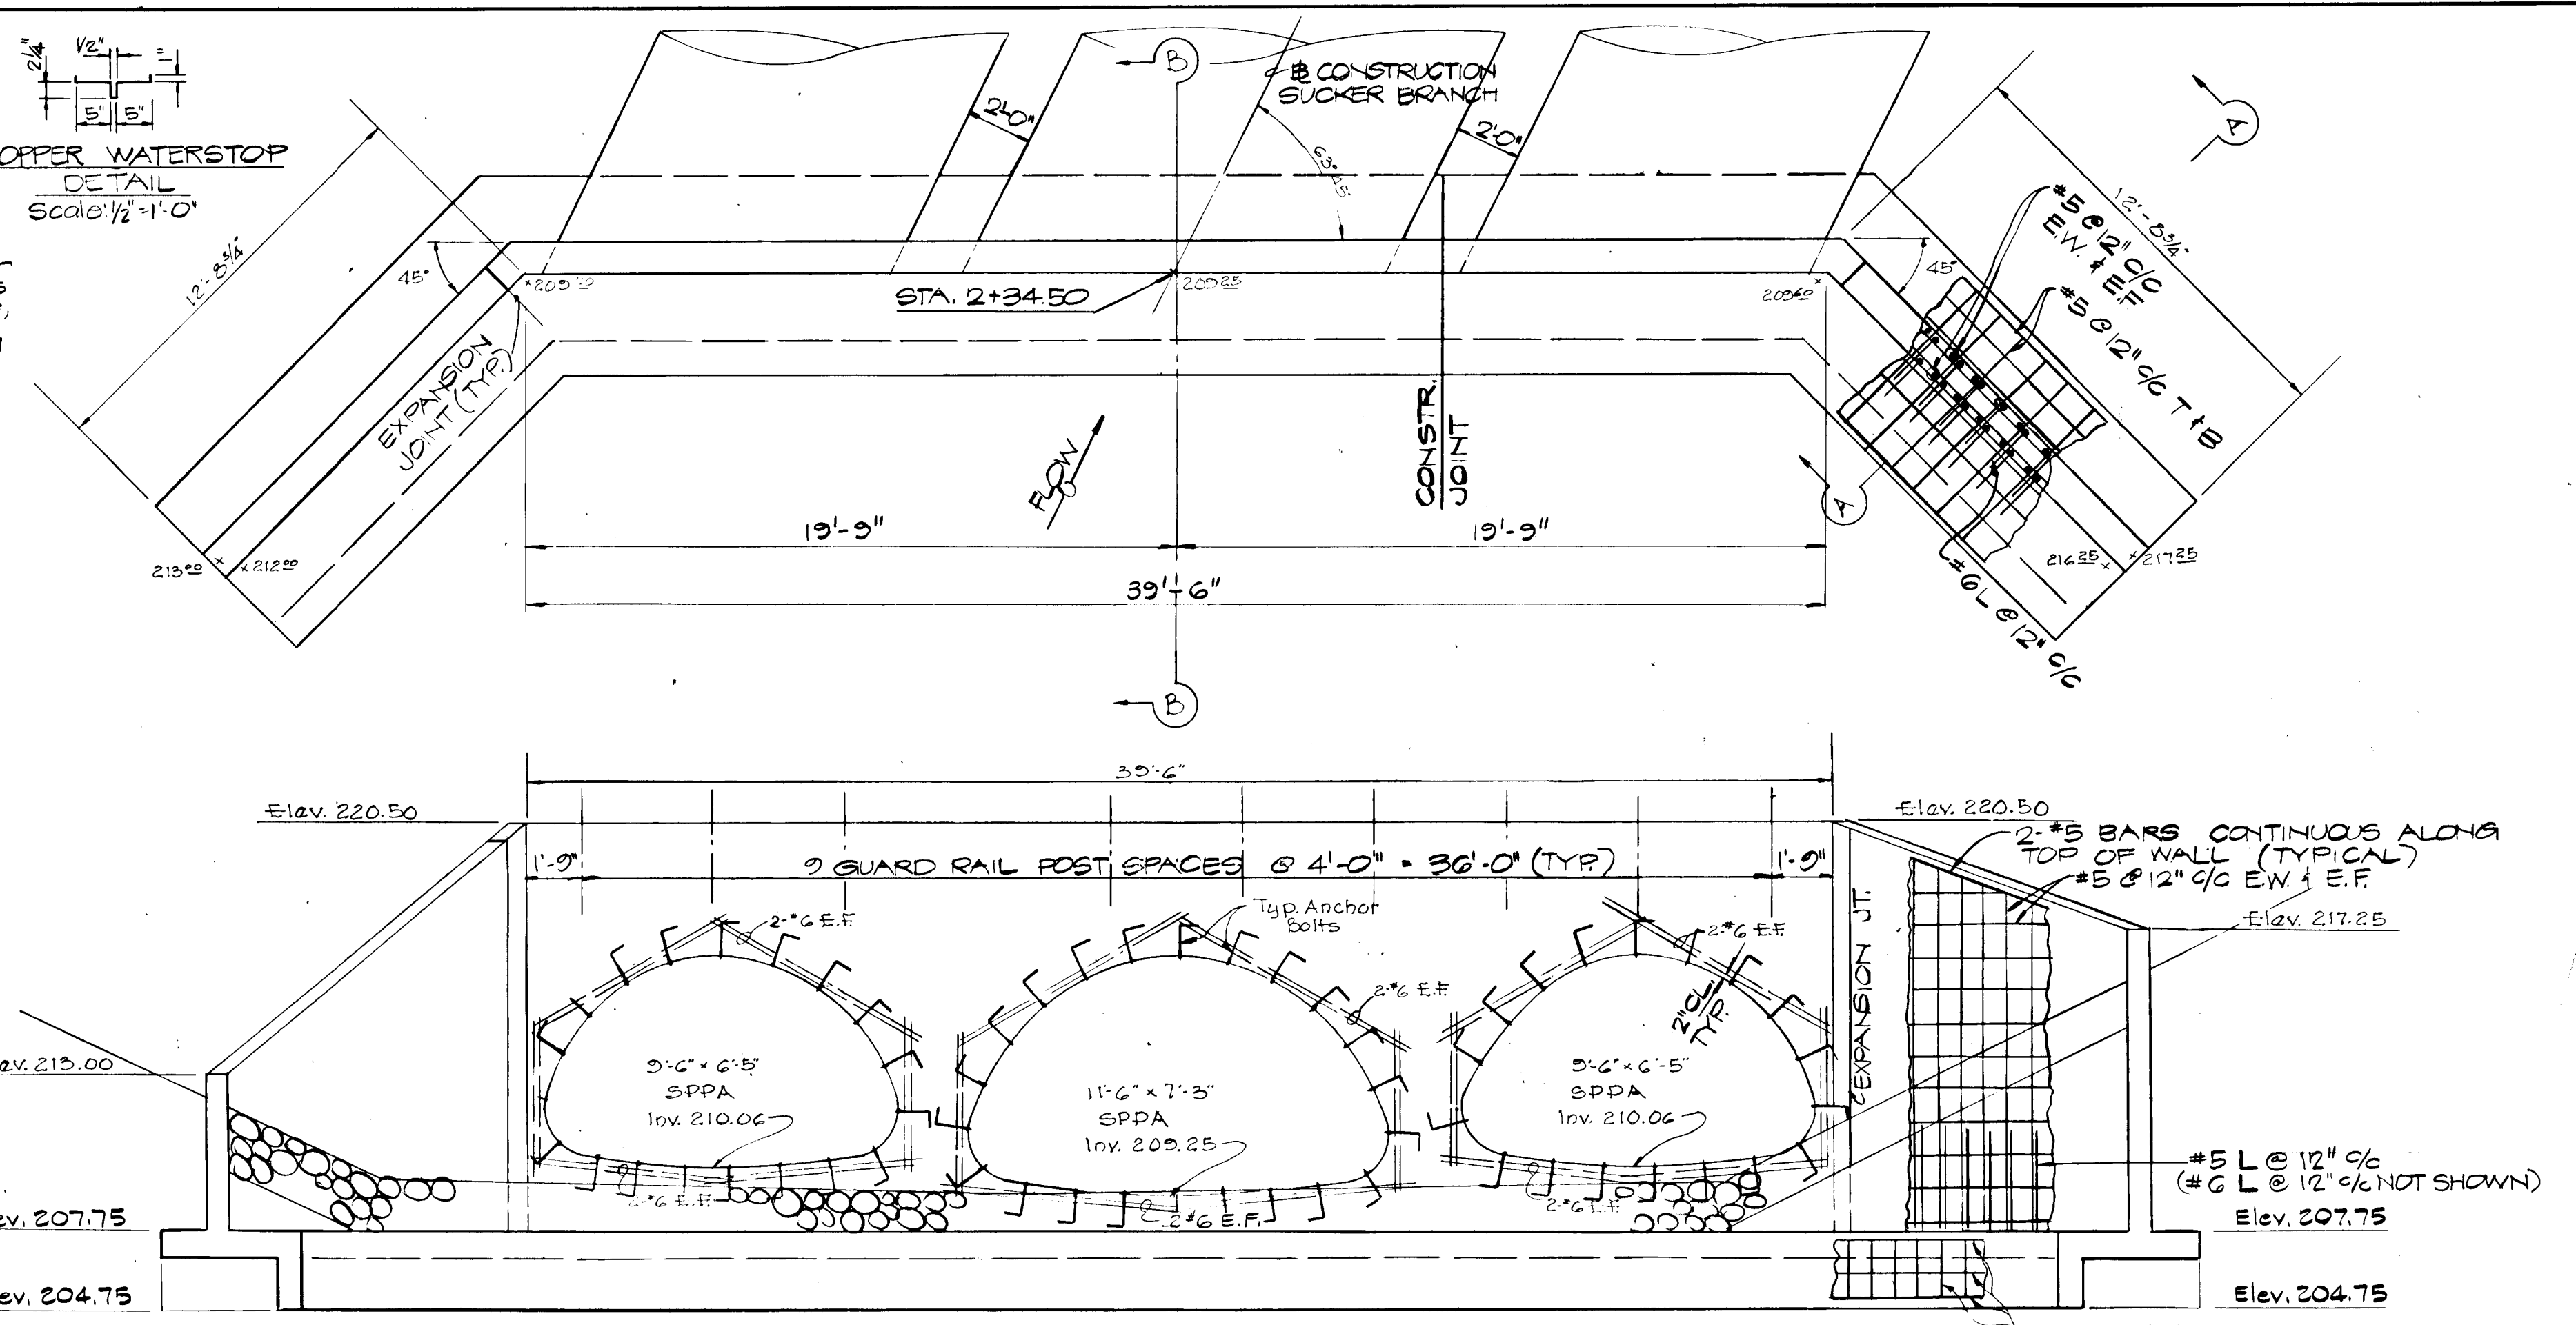 2¼"
½"
1"
5" 5"
OPPER WATERSTOP
DETAIL
Scale: ½"=1'-0"
12'-8¾"
45°
EXPANSION
JOINT (TYP.)
213.00
212.00
2'-0"
B
CONSTRUCTION
SUCKER BRANCH
2'-0"
63°45'
STA. 2+34.50
209.25
209.60
CONSTR.
JOINT
FLOW
19'-9"
19'-9"
39'-6"
B
A
12'-8¾"
#5 @ 12" C/C
E.W. & E.F.
#5 @ 12" C/C T & B
45°
A
216.25
217.25
#6 L @ 12" C/C
39'-6"
Elev. 220.50
Elev. 220.50
2-#5 BARS CONTINUOUS ALONG
TOP OF WALL (TYPICAL)
#5 @ 12" C/C E.W. & E.F.
Elev. 217.25
1'-9"
9 GUARD RAIL POST SPACES @ 4'-0" = 36'-0" (TYP.)
1'-9"
2-#6 E.F.
Typ. Anchor
Bolts
2-#6 E.F.
2-#6 E.F.
2" CL.
TYP.
EXPANSION JT.
ev. 213.00
9'-6" x 6'-5"
SPPA
Inv. 210.06
11'-6" x 7'-3"
SPPA
Inv. 209.25
9'-6" x 6'-5"
SPPA
Inv. 210.06
2-#6 E.F.
2 #6 E.F.
2-#6 E.F.
#5 L @ 12" C/C
(#6 L @ 12" C/C NOT SHOWN)
ev. 207.75
Elev. 207.75
ev. 204.75
Elev. 204.75